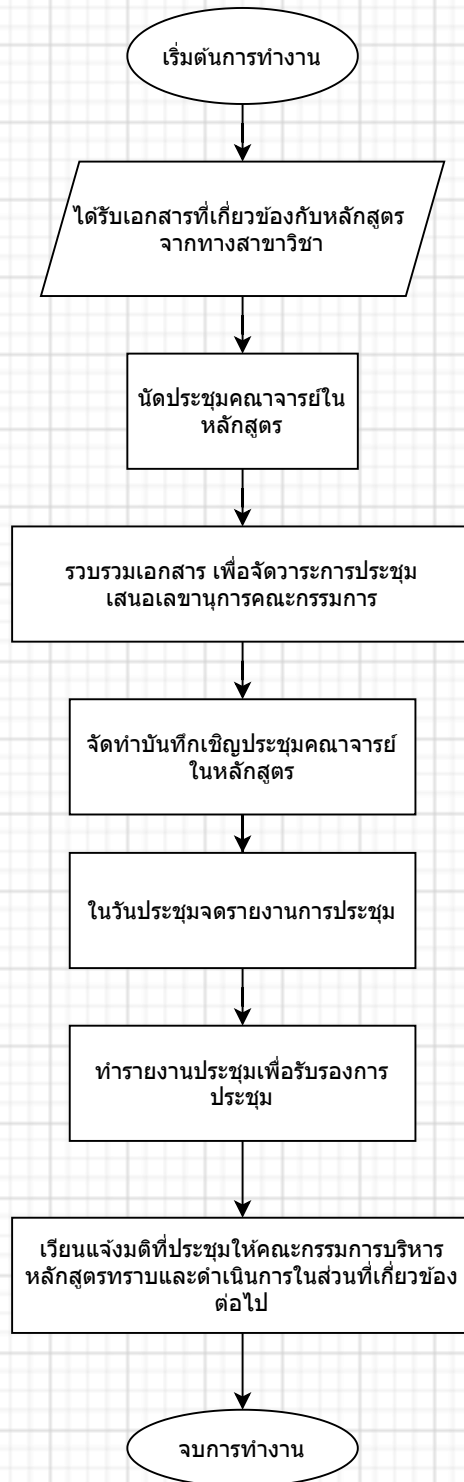 เริ่มต้นการทำงาน
ได้รับเอกสารที่เกี่ยวข้องกับหลักสูตร
จากทางสาขาวิชา
นัดประชุมคณาจารย์ใน
หลักสูตร
รวบรวมเอกสาร เพื่อจัดวาระการประชุม
เสนอเลขานุการคณะกรรมการ
จัดทำบันทึกเชิญประชุมคณาจารย์
ในหลักสูตร
ในวันประชุมจดรายงานการประชุม
ทำรายงานประชุมเพื่อรับรองการ
ประชุม
เวียนแจ้งมติที่ประชุมให้คณะกรรมการบริหาร
หลักสูตรทราบและดำเนินการในส่วนที่เกี่ยวข้อง
ต่อไป
จบการทำงาน